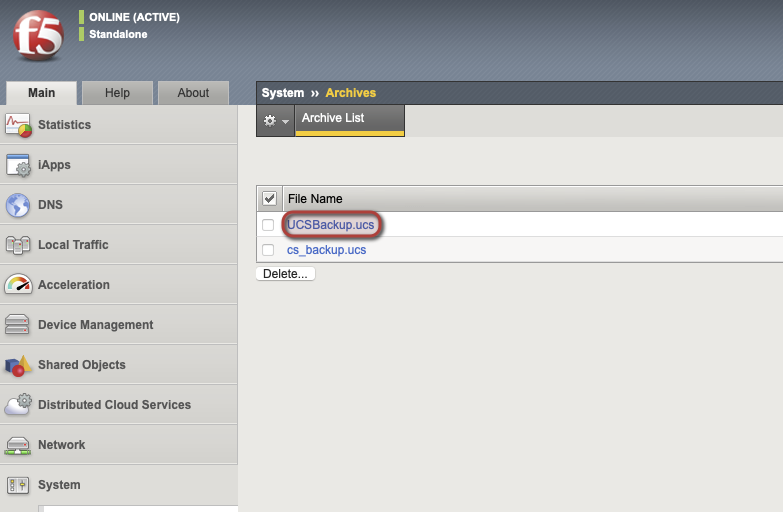 f5
ONLINE (ACTIVE)
Standalone
Main
Help
About
Statistics
iApps
DNS
Local Traffic
Acceleration
Device Management
Shared Objects
Distributed Cloud Services
Network
System
System ›› Archives
Archive List
File Name
UCSBackup.ucs
cs_backup.ucs
Delete...